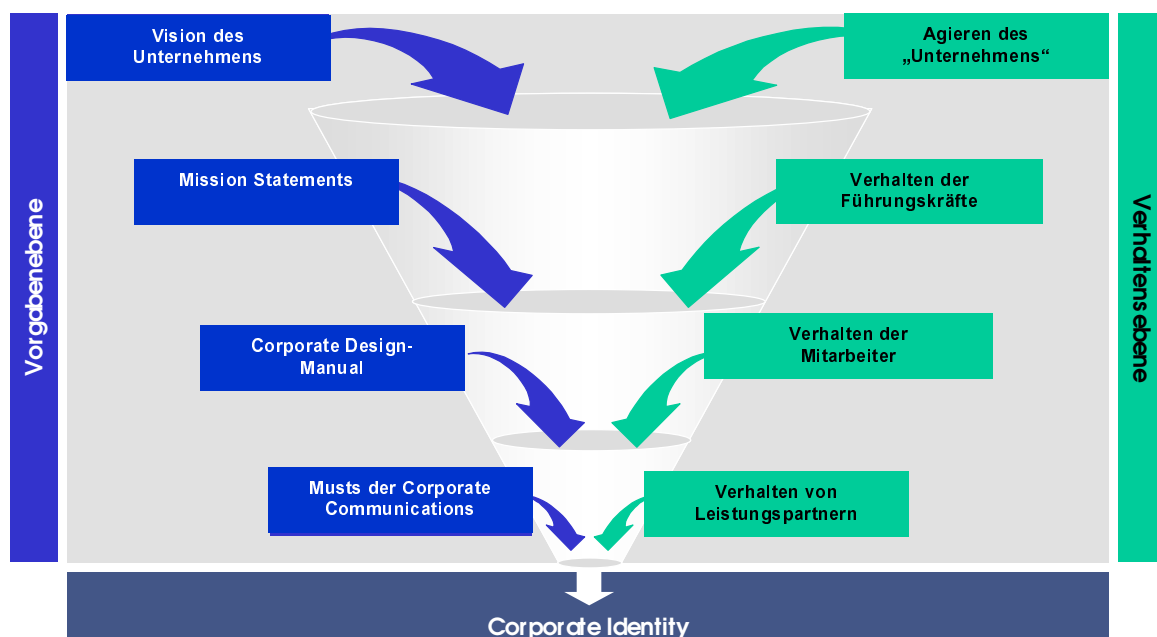 Vorgabenebene
Vision des
Unternehmens
Agieren des
„Unternehmens“
Mission Statements
Verhalten der
Führungskräfte
Corporate Design-
Manual
Verhalten der
Mitarbeiter
Musts der Corporate
Communications
Verhalten von
Leistungspartnern
Verhaltensebene
Corporate Identity